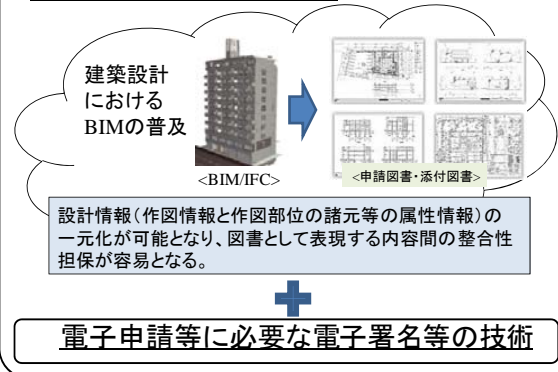 建築設計
における
BIMの普及
<BIM/IFC>
<申請図書・添付図書>
設計情報(作図情報と作図部位の諸元等の属性情報)の
一元化が可能となり、図書として表現する内容間の整合性
担保が容易となる。
電子申請等に必要な電子署名等の技術